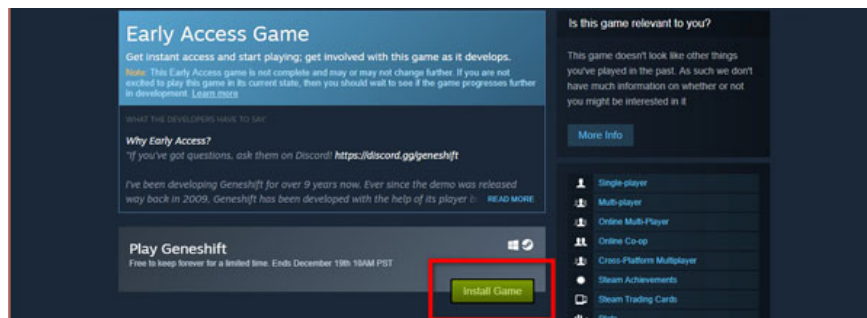 Early Access Game
Get instant access and start playing; get involved with this game as it develops.
Note: This Early Access game is not complete and may or may not change further. If you are not
excited to play this game in its current state, then you should wait to see if the game progresses further
in development. Learn more
WHAT THE DEVELOPERS HAVE TO SAY:
Why Early Access?
"If you've got questions, ask them on Discord! https://discord.gg/geneshift
I've been developing Geneshift for over 9 years now. Ever since the demo was released
way back in 2009, Geneshift has been developed with the help of its player READ MORE
Play Geneshift
Free to keep forever for a limited time. Ends December 19th 10AM PST
Install Game
Is this game relevant to you?
This game doesn't look like other things
you've played in the past. As such we don't
have much information on whether or not
you might be interested in it
More Info
Single-player
Multi-player
Online Multi-Player
Online Co-op
Cross-Platform Multiplayer
Steam Achievements
Steam Trading Cards